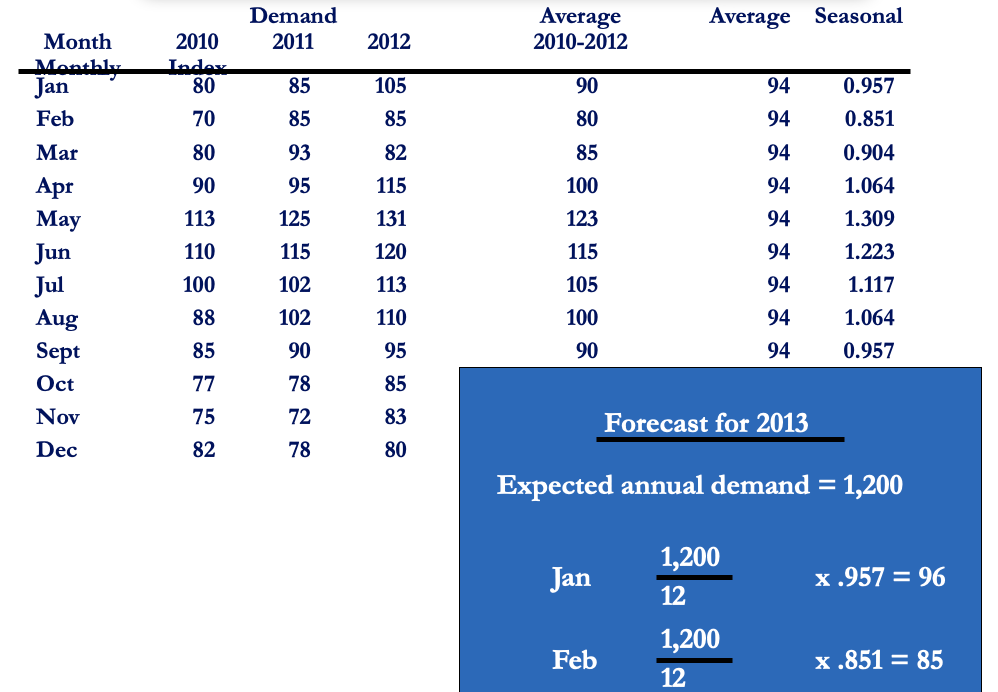 Demand Average Average Seasonal
Month 2010 2011 2012 2010-2012
Monthly Index
Jan 80 85 105 90 94 0.957
Feb 70 85 85 80 94 0.851
Mar 80 93 82 85 94 0.904
Apr 90 95 115 100 94 1.064
May 113 125 131 123 94 1.309
Jun 110 115 120 115 94 1.223
Jul 100 102 113 105 94 1.117
Aug 88 102 110 100 94 1.064
Sept 85 90 95 90 94 0.957
Oct 77 78 85
Nov 75 72 83
Dec 82 78 80
Forecast for 2013
Expected annual demand = 1,200
1,200
Jan x .957 = 96
12
1,200
Feb x .851 = 85
12